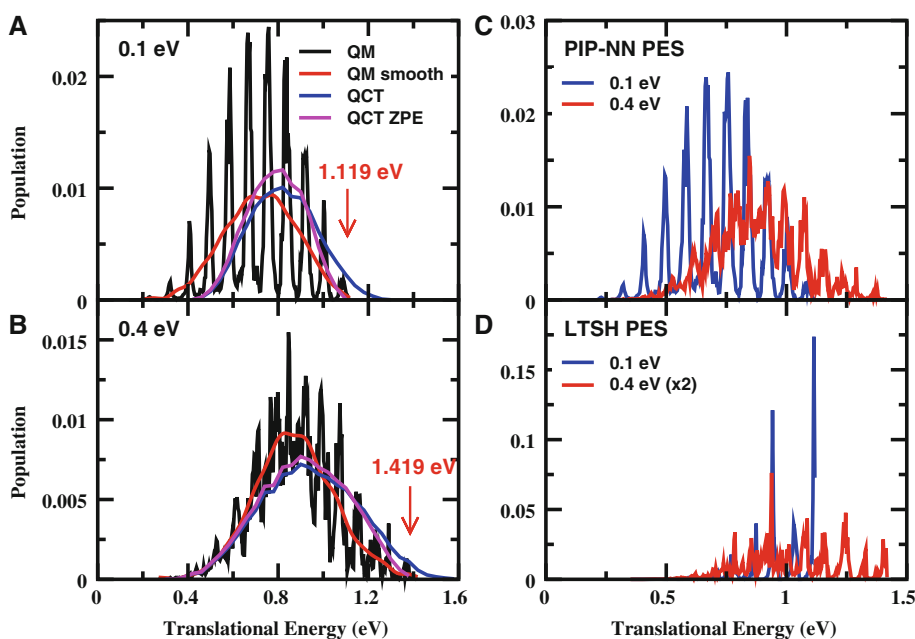 A
0.1 eV
QM
QM smooth
QCT
QCT ZPE
1.119 eV
0.02
0.01
0
Population
B
0.4 eV
1.419 eV
0.015
0.01
0.005
0
Population
0 0.4 0.8 1.2 1.6
Translational Energy (eV)
C
PIP-NN PES
0.1 eV
0.4 eV
0.03
0.02
0.01
0
D
LTSH PES
0.1 eV
0.4 eV (x2)
0.15
0.1
0.05
0
0 0.5 1 1.5
Translational Energy (eV)